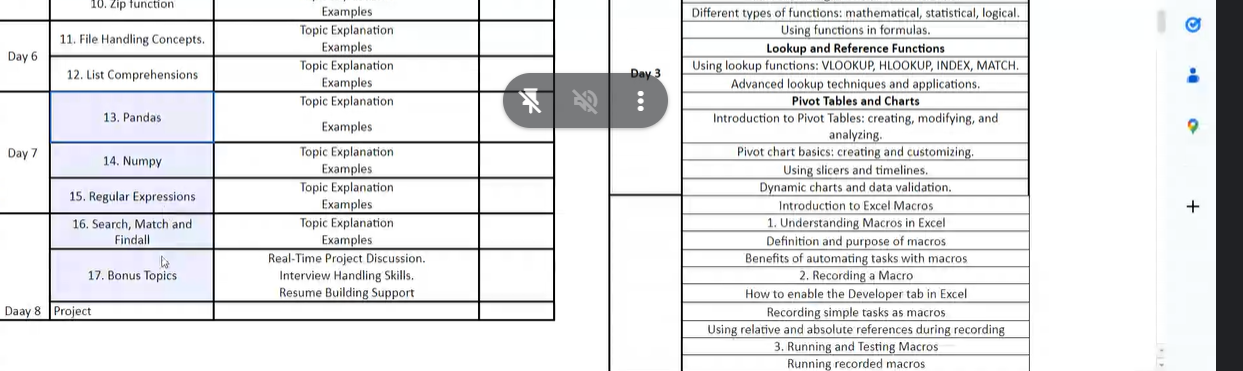 10. Zip function
Topic Explanation
Examples
Day 6
11. File Handling Concepts.
Topic Explanation
Examples
12. List Comprehensions
Topic Explanation
Examples
Day 7
13. Pandas
Topic Explanation
Examples
14. Numpy
Topic Explanation
Examples
15. Regular Expressions
Topic Explanation
Examples
16. Search, Match and
Findall
Topic Explanation
Examples
17. Bonus Topics
Real-Time Project Discussion.
Interview Handling Skills.
Resume Building Support
Daay 8
Project
Day 3
Different types of functions: mathematical, statistical, logical.
Using functions in formulas.
Lookup and Reference Functions
Using lookup functions: VLOOKUP, HLOOKUP, INDEX, MATCH.
Advanced lookup techniques and applications.
Pivot Tables and Charts
Introduction to Pivot Tables: creating, modifying, and
analyzing.
Pivot chart basics: creating and customizing.
Using slicers and timelines.
Dynamic charts and data validation.
Introduction to Excel Macros
1. Understanding Macros in Excel
Definition and purpose of macros
Benefits of automating tasks with macros
2. Recording a Macro
How to enable the Developer tab in Excel
Recording simple tasks as macros
Using relative and absolute references during recording
3. Running and Testing Macros
Running recorded macros